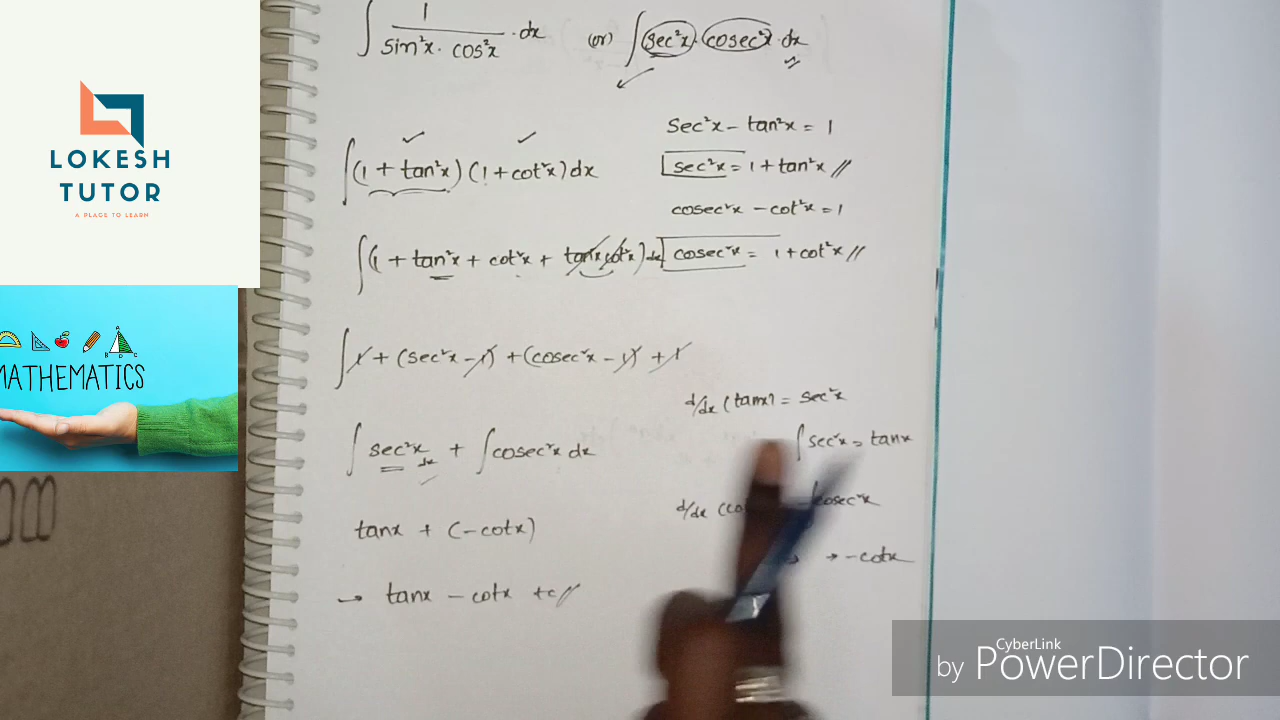 ∫ 1/(sin²x · cos²x) · dx (or) ∫ sec²x · cosec²x · dx
sec²x − tan²x = 1
∫ (1 + tan²x) (1 + cot²x) dx
sec²x = 1 + tan²x //
cosec²x − cot²x = 1
∫ (1 + tan²x + cot²x + tan²x cot²x) dx
cosec²x = 1 + cot²x //
∫ 1 + (sec²x − 1) + (cosec²x − 1) + 1
d/dx (tanx) = sec²x
∫ sec²x = tanx
∫ sec²x dx + ∫ cosec²x dx
d/dx (co − cosec²x
tanx + (−cotx)
→ −cotx
→ tanx − cotx + c //
LOKESH
TUTOR
A PLACE TO LEARN
MATHEMATICS
A
B D C
CyberLink
by PowerDirector